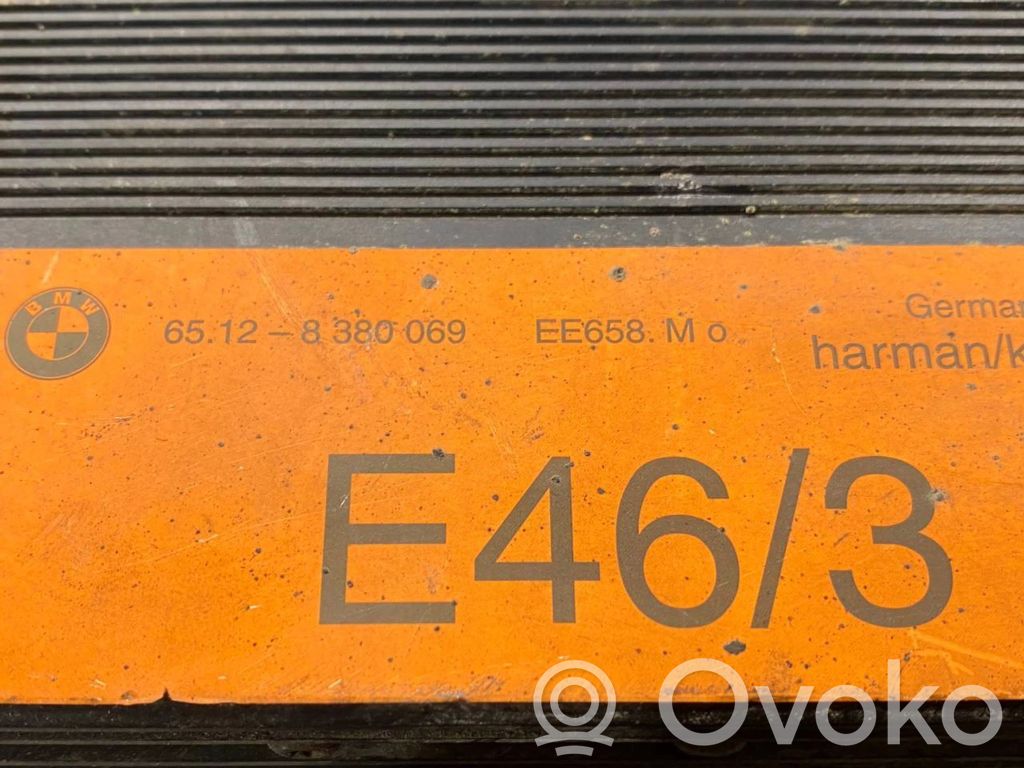 BMW
65.12-8 380 069 EE658. M o
German
harman/k
E46/3
Ovoko